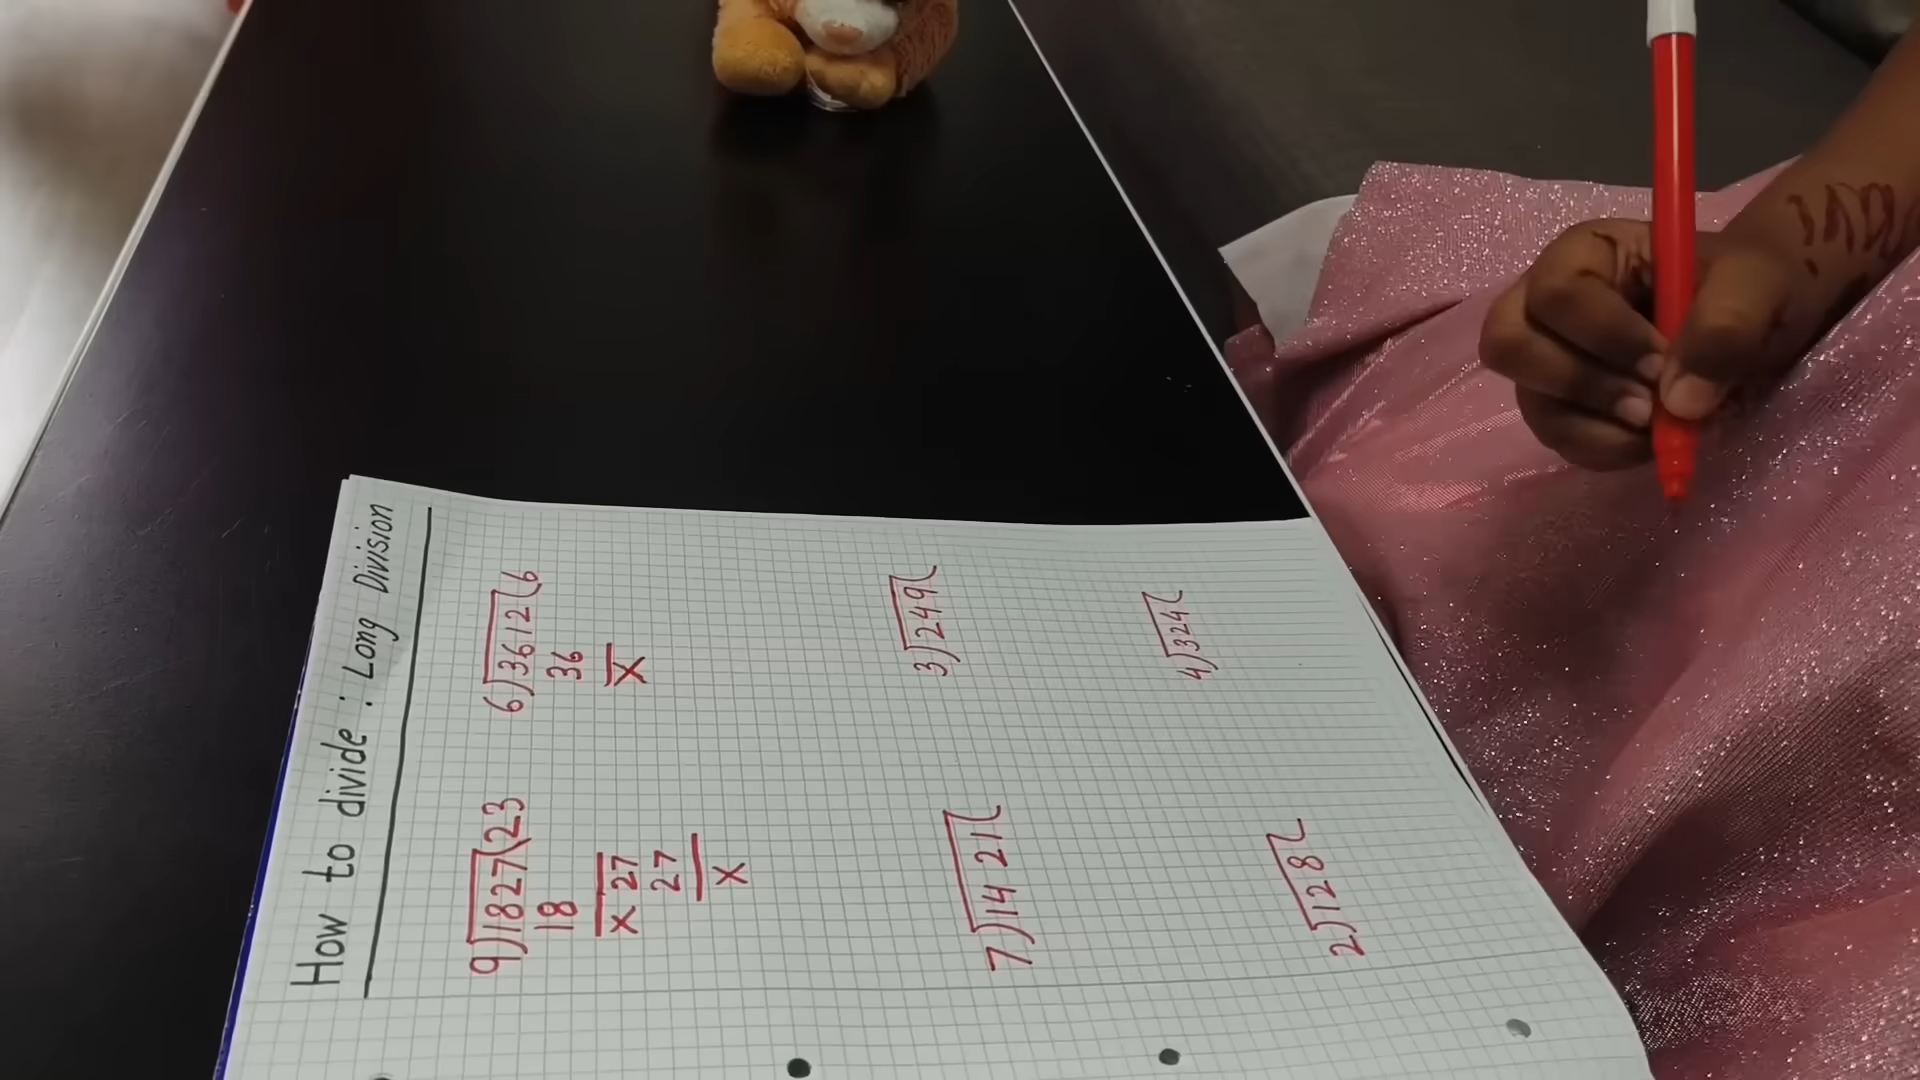 How to divide : Long Division
9)1827(23
18
x 27
27
x
6)3612(6
36
x
7)1421(
3)249(
2)128(
4)324(